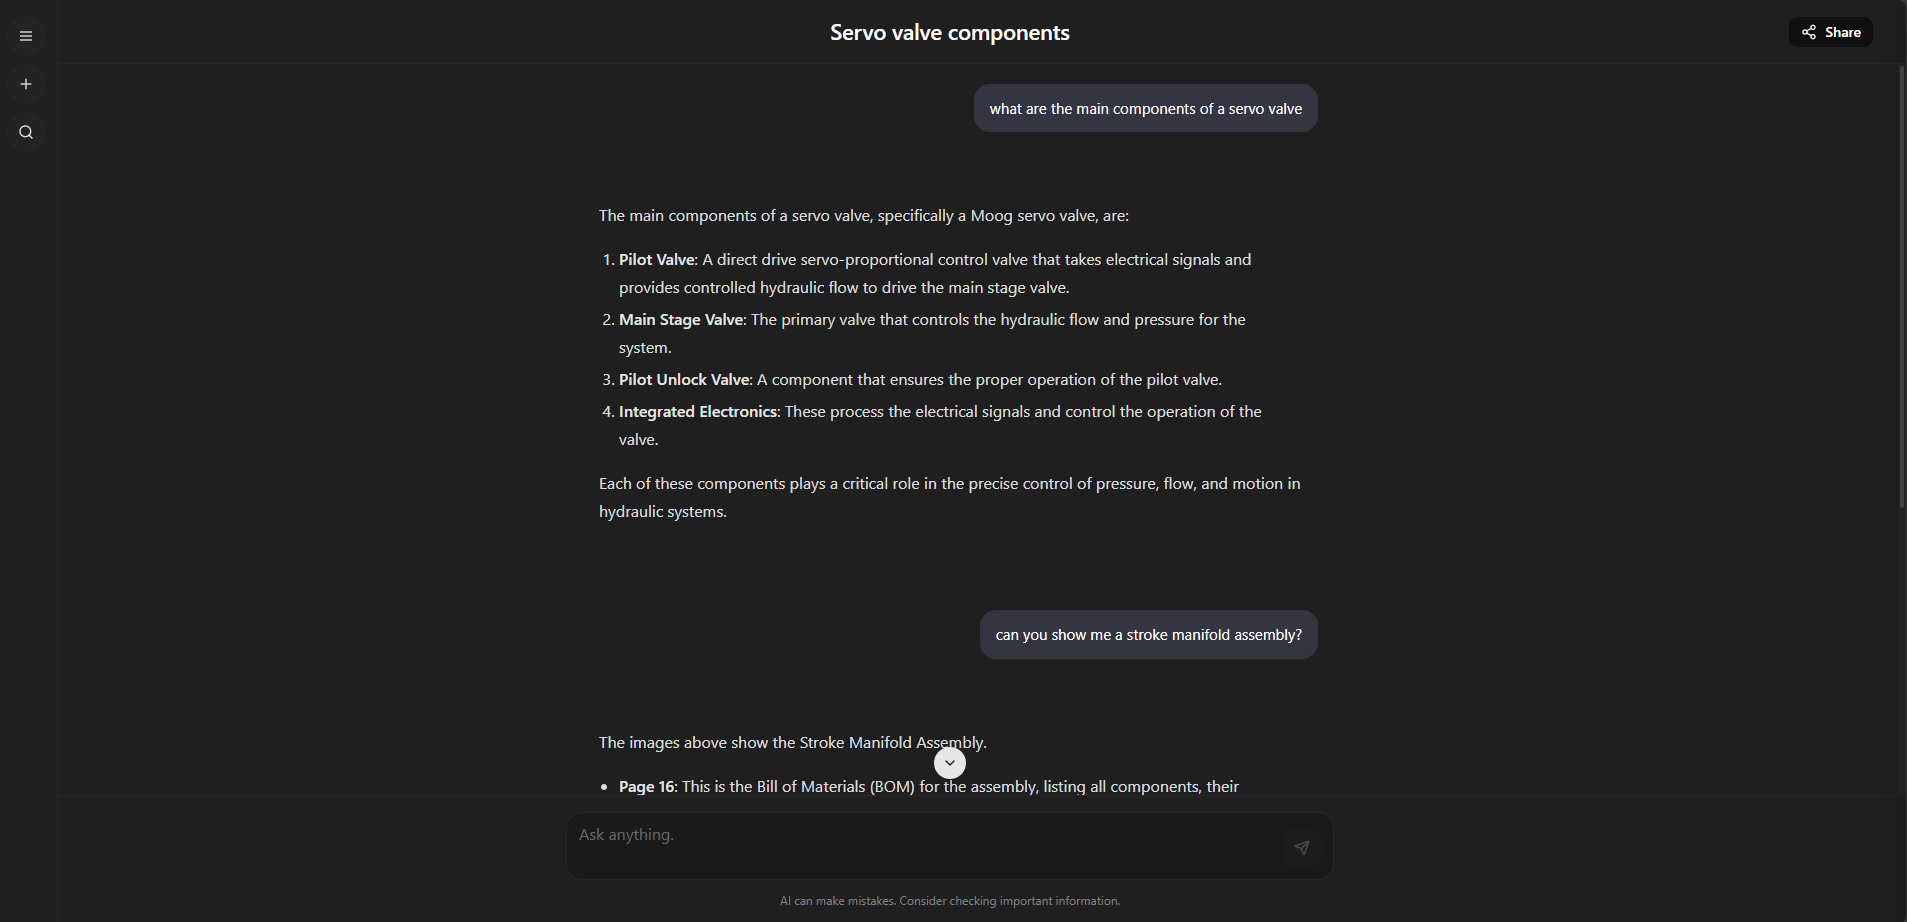 Servo valve components
Share
what are the main components of a servo valve
The main components of a servo valve, specifically a Moog servo valve, are:
1. Pilot Valve: A direct drive servo-proportional control valve that takes electrical signals and
provides controlled hydraulic flow to drive the main stage valve.
2. Main Stage Valve: The primary valve that controls the hydraulic flow and pressure for the
system.
3. Pilot Unlock Valve: A component that ensures the proper operation of the pilot valve.
4. Integrated Electronics: These process the electrical signals and control the operation of the
valve.
Each of these components plays a critical role in the precise control of pressure, flow, and motion in
hydraulic systems.
can you show me a stroke manifold assembly?
The images above show the Stroke Manifold Assembly.
• Page 16: This is the Bill of Materials (BOM) for the assembly, listing all components, their
Ask anything.
AI can make mistakes. Consider checking important information.